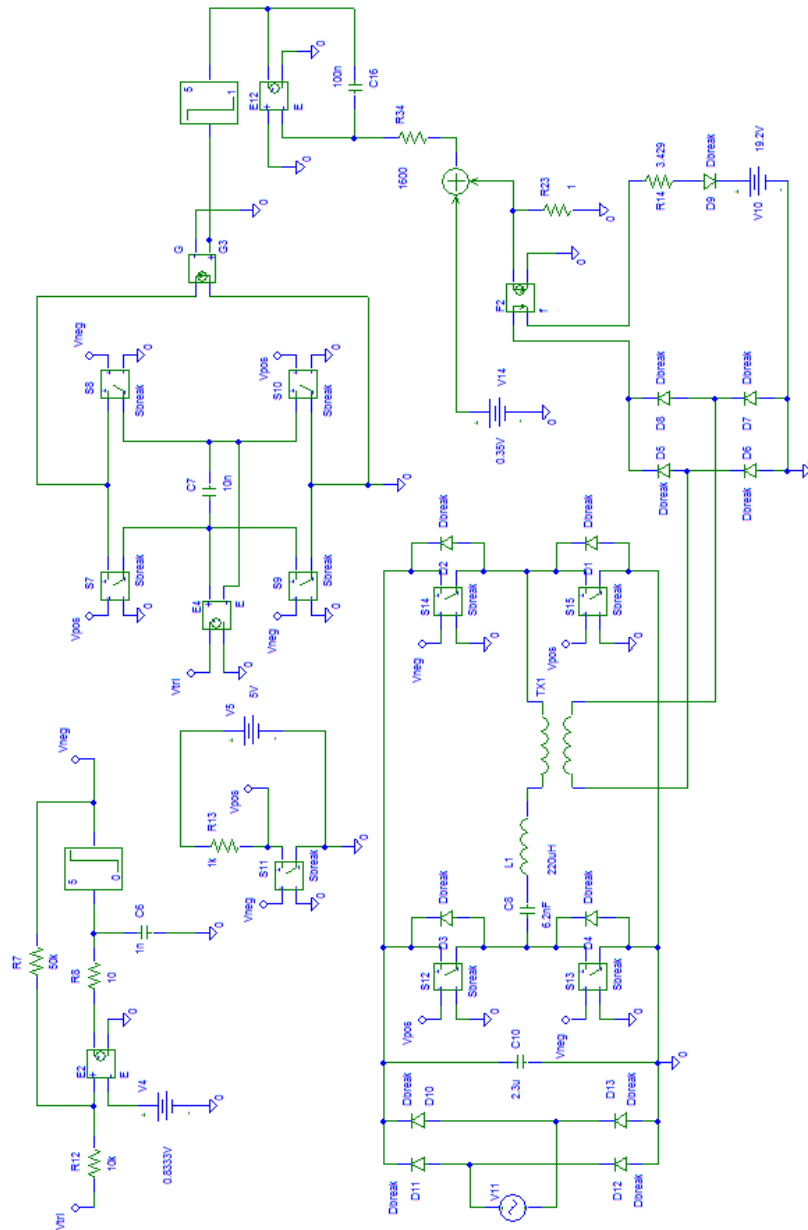 Vtri
R12
10k
R7
50k
E2
E
R8
10
V4
0.8333V
C6
1n
5
0
Vneg
0
0
R13
1k
Vpos
V5
5V
S11
Vneg
Sbreak
0
Vtri
E4
E
0
Vpos
S7
Sbreak
0
Vneg
S9
Sbreak
0
C7
10n
Vneg
S8
Sbreak
0
Vpos
S10
Sbreak
0
0
G
G3
0
5
1
E12
E
0
0
100n
C16
R34
1600
V11
Dbreak
D11
Dbreak
D10
D12
Dbreak
D13
Dbreak
C10
2.3u
0
Vpos
S12
Sbreak
0
D3
Dbreak
Vneg
S13
Sbreak
0
D4
Dbreak
C8
6.2nF
L1
220uH
TX1
Vneg
S14
Sbreak
0
D2
Dbreak
Vpos
S15
Sbreak
0
D1
Dbreak
V14
0.35V
0
F2
f
0
R23
1
0
D5
Dbreak
D8
Dbreak
D6
Dbreak
D7
Dbreak
0
R14
3.429
D9
Dbreak
V10
19.2V